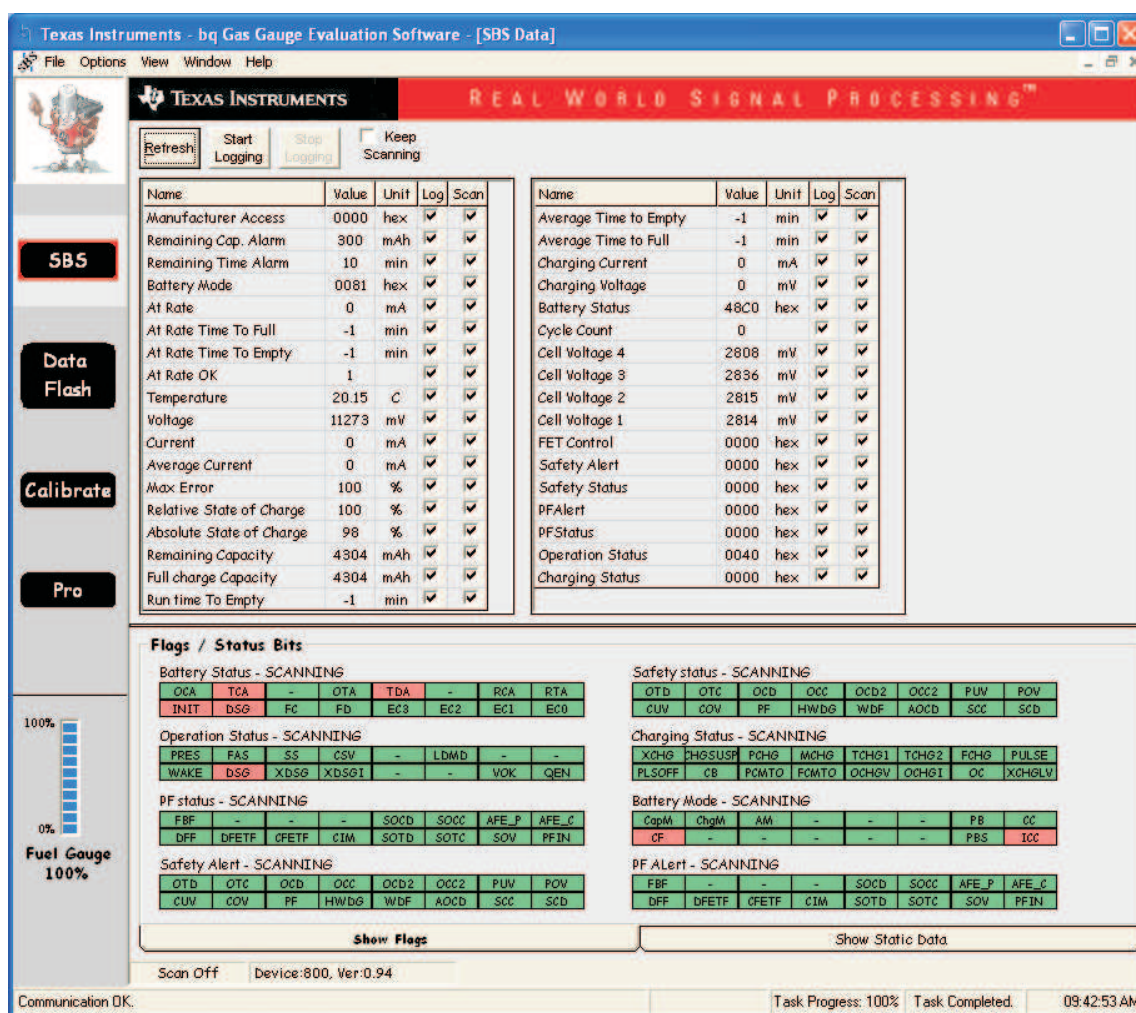 Texas Instruments - bq Gas Gauge Evaluation Software - [SBS Data]
File Options View Window Help
TEXAS INSTRUMENTS REAL WORLD SIGNAL PROCESSING™
Refresh Start Logging Stop Logging Keep Scanning
SBS
Data Flash
Calibrate
Pro
Name Value Unit Log Scan
Manufacturer Access 0000 hex
Remaining Cap. Alarm 300 mAh
Remaining Time Alarm 10 min
Battery Mode 0081 hex
At Rate 0 mA
At Rate Time To Full -1 min
At Rate Time To Empty -1 min
At Rate OK 1
Temperature 20.15 C
Voltage 11273 mV
Current 0 mA
Average Current 0 mA
Max Error 100 %
Relative State of Charge 100 %
Absolute State of Charge 98 %
Remaining Capacity 4304 mAh
Full charge Capacity 4304 mAh
Run time To Empty -1 min
Name Value Unit Log Scan
Average Time to Empty -1 min
Average Time to Full -1 min
Charging Current 0 mA
Charging Voltage 0 mV
Battery Status 48C0 hex
Cycle Count 0
Cell Voltage 4 2808 mV
Cell Voltage 3 2836 mV
Cell Voltage 2 2815 mV
Cell Voltage 1 2814 mV
FET Control 0000 hex
Safety Alert 0000 hex
Safety Status 0000 hex
PFAlert 0000 hex
PFStatus 0000 hex
Operation Status 0040 hex
Charging Status 0000 hex
Flags / Status Bits
Battery Status - SCANNING
OCA TCA - OTA TDA - RCA RTA
INIT DSG FC FD EC3 EC2 EC1 EC0
Operation Status - SCANNING
PRES FAS SS CSV - LDMD - -
WAKE DSG XDSG XDSGI - - VOK QEN
PF status - SCANNING
FBF - - - SOCD SOCC AFE_P AFE_C
DFF DFETF CFETF CIM SOTD SOTC SOV PFIN
Safety Alert - SCANNING
OTD OTC OCD OCC OCD2 OCC2 PUV POV
CUV COV PF HWDG WDF AOCD SCC SCD
Safety status - SCANNING
OTD OTC OCD OCC OCD2 OCC2 PUV POV
CUV COV PF HWDG WDF AOCD SCC SCD
Charging Status - SCANNING
XCHG CHGSUSP PCHG MCHG TCHG1 TCHG2 FCHG PULSE
PLSOFF CB PCMTO FCMTO OCHGV OCHGI OC XCHGLV
Battery Mode - SCANNING
CapM ChgM AM - - - PB CC
CF - - - - - PBS ICC
PF ALert - SCANNING
FBF - - - SOCD SOCC AFE_P AFE_C
DFF DFETF CFETF CIM SOTD SOTC SOV PFIN
100%
0%
Fuel Gauge
100%
Show Flags Show Static Data
Scan Off Device:800, Ver:0.94
Communication OK. Task Progress: 100% Task Completed. 09:42:53 AM